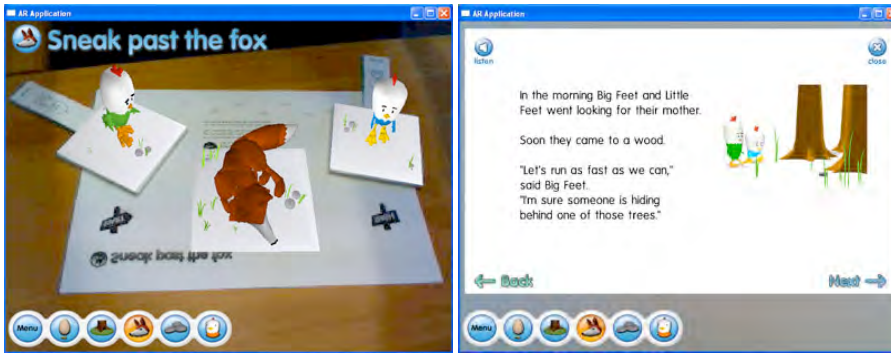 AR Application
Sneak past the fox
Sneak past the fox
Menu
AR Application
listen
close
In the morning Big Feet and Little
Feet went looking for their mother.
Soon they came to a wood.
"Let's run as fast as we can,"
said Big Feet.
"I'm sure someone is hiding
behind one of those trees."
Back
Next
Menu